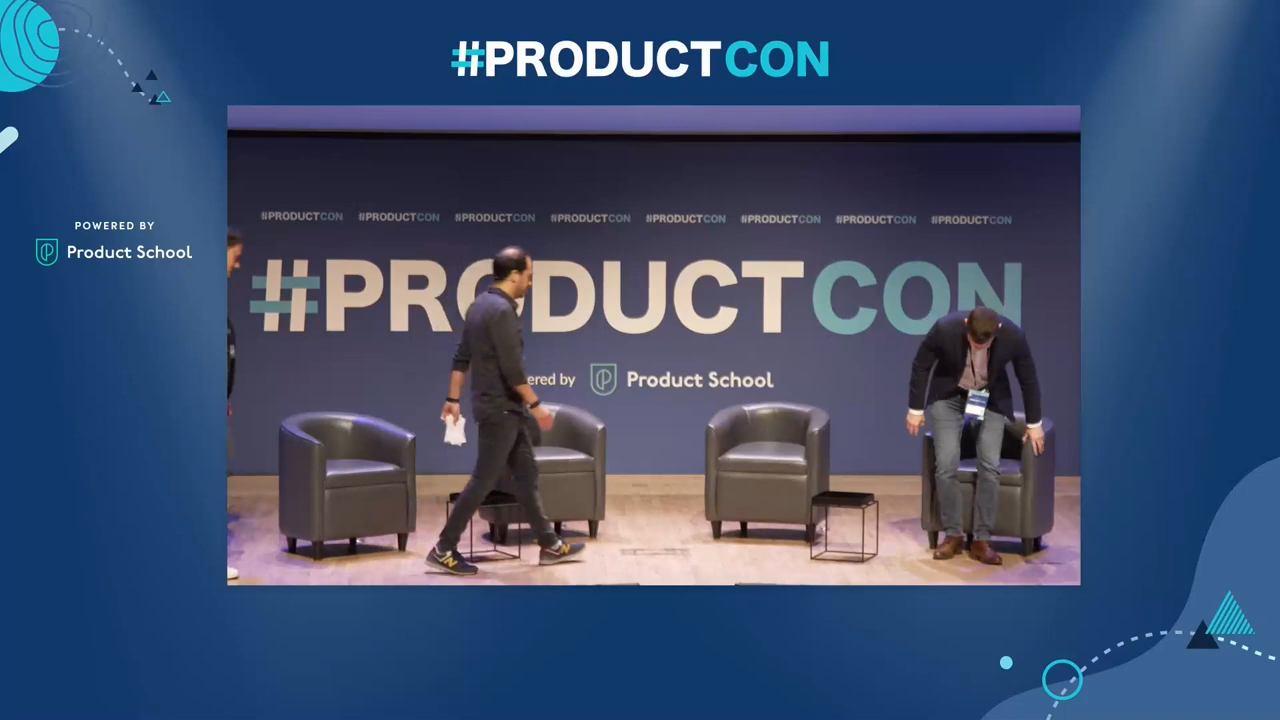 #PRODUCTCON
POWERED BY
Product School
#PRODUCTCON #PRODUCTCON #PRODUCTCON #PRODUCTCON #PRODUCTCON #PRODUCTCON #PRODUCTCON #PRODUCTCON
#PRODUCTCON
ered by Product School
N